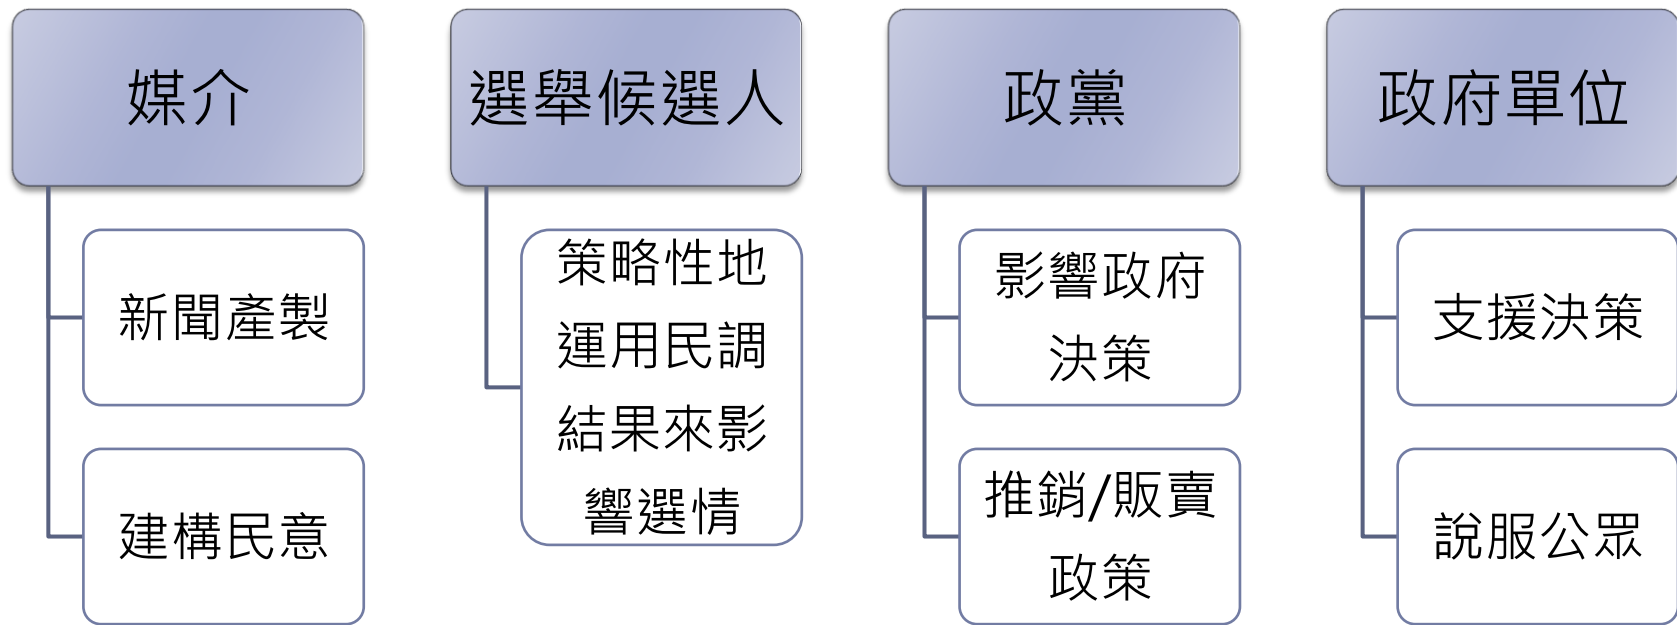 媒介
新聞產製
建構民意
選舉候選人
策略性地
運用民調
結果來影
響選情
政黨
影響政府
決策
推銷/販賣
政策
政府單位
支援決策
說服公眾